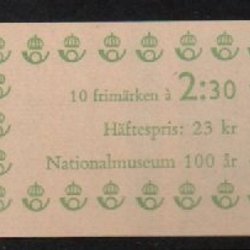 10 frimärken à 2:30
Häftespris: 23 kr
Nationalmuseum 100 år